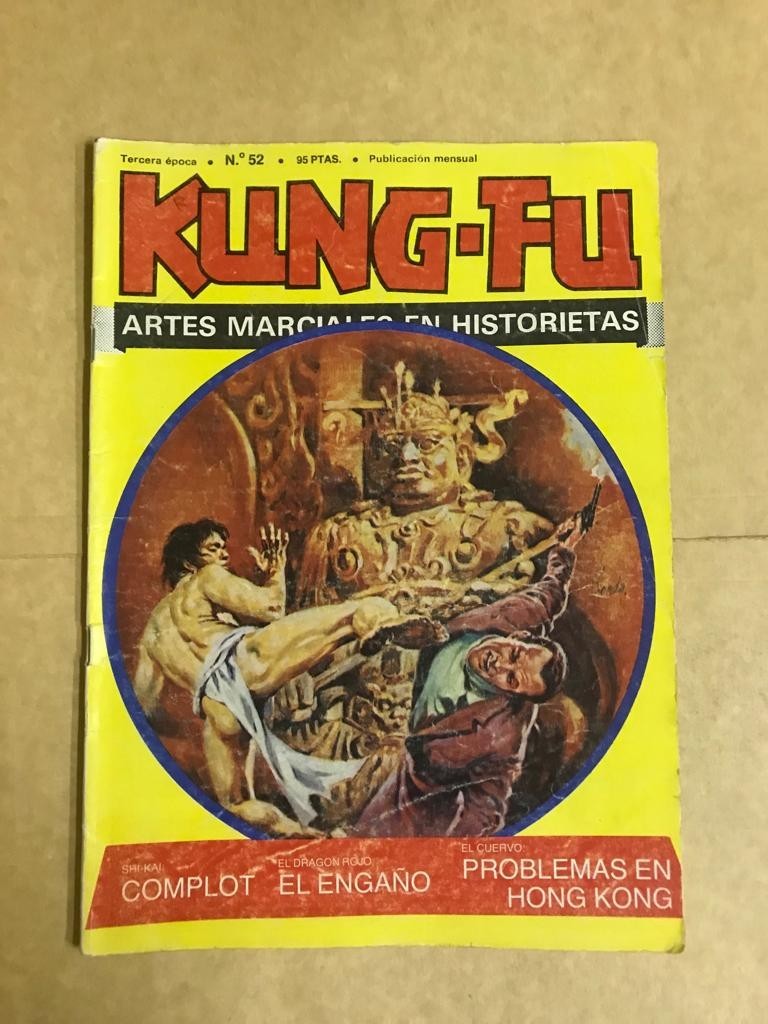 Tercera época • N.º 52 • 95 PTAS. • Publicación mensual
KUNG-FU
ARTES MARCIALES EN HISTORIETAS
SHI-KAI:
COMPLOT
EL DRAGON ROJO:
EL ENGAÑO
EL CUERVO:
PROBLEMAS EN
HONG KONG